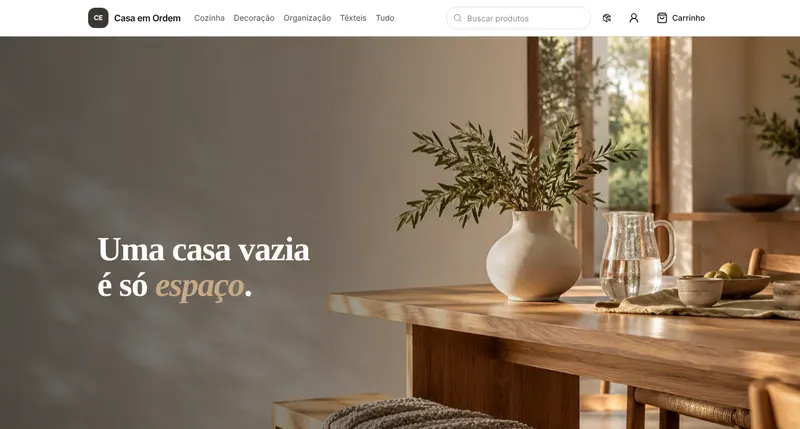 CE
Casa em Ordem
Cozinha
Decoração
Organização
Têxteis
Tudo
Buscar produtos
Carrinho
Uma casa vazia
é só espaço.